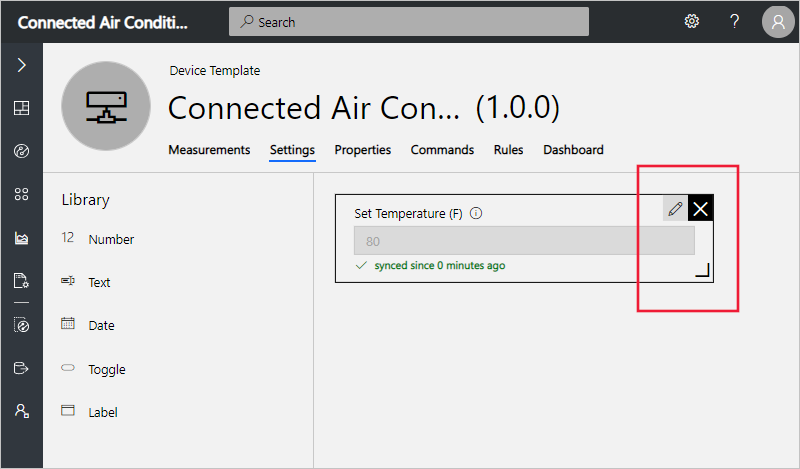 Connected Air Conditi...
Search
?
Device Template
Connected Air Con... (1.0.0)
Measurements Settings Properties Commands Rules Dashboard
Library
12 Number
Text
Date
Toggle
Label
Set Temperature (F)
80
synced since 0 minutes ago